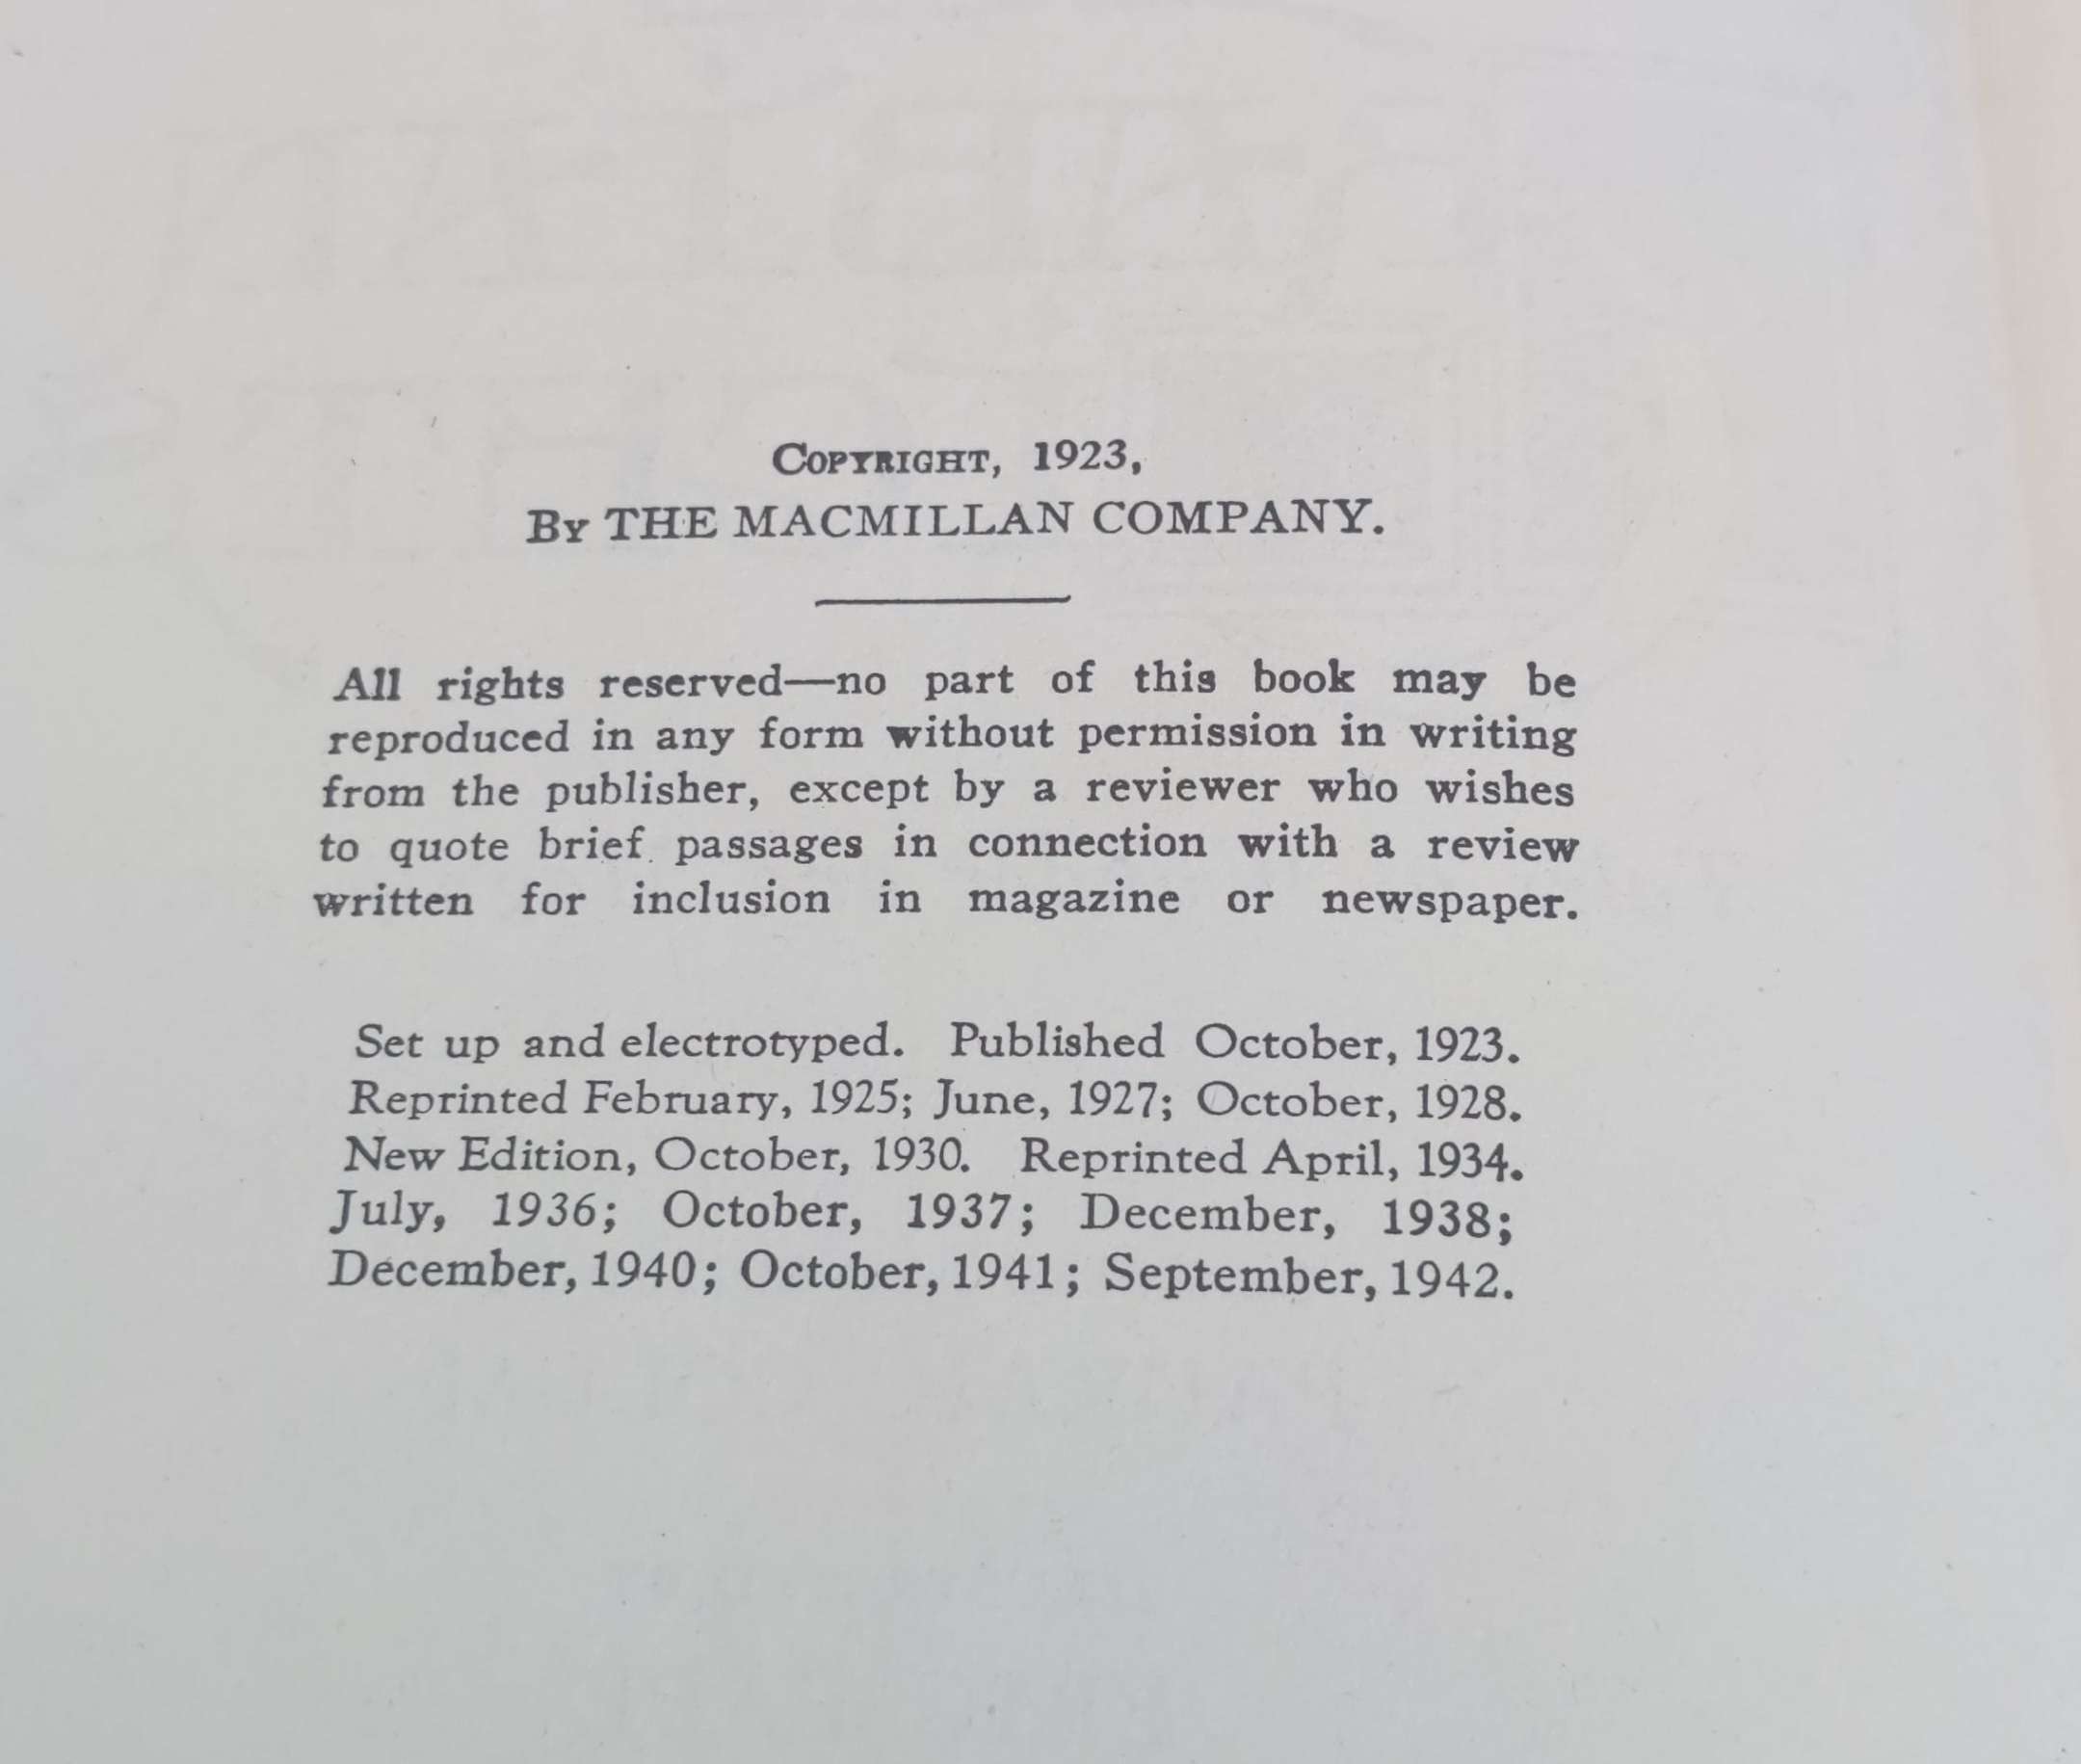 COPYRIGHT, 1923,
By THE MACMILLAN COMPANY.
All rights reserved—no part of this book may be
reproduced in any form without permission in writing
from the publisher, except by a reviewer who wishes
to quote brief passages in connection with a review
written for inclusion in magazine or newspaper.
Set up and electrotyped. Published October, 1923.
Reprinted February, 1925; June, 1927; October, 1928.
New Edition, October, 1930. Reprinted April, 1934.
July, 1936; October, 1937; December, 1938;
December, 1940; October, 1941; September, 1942.